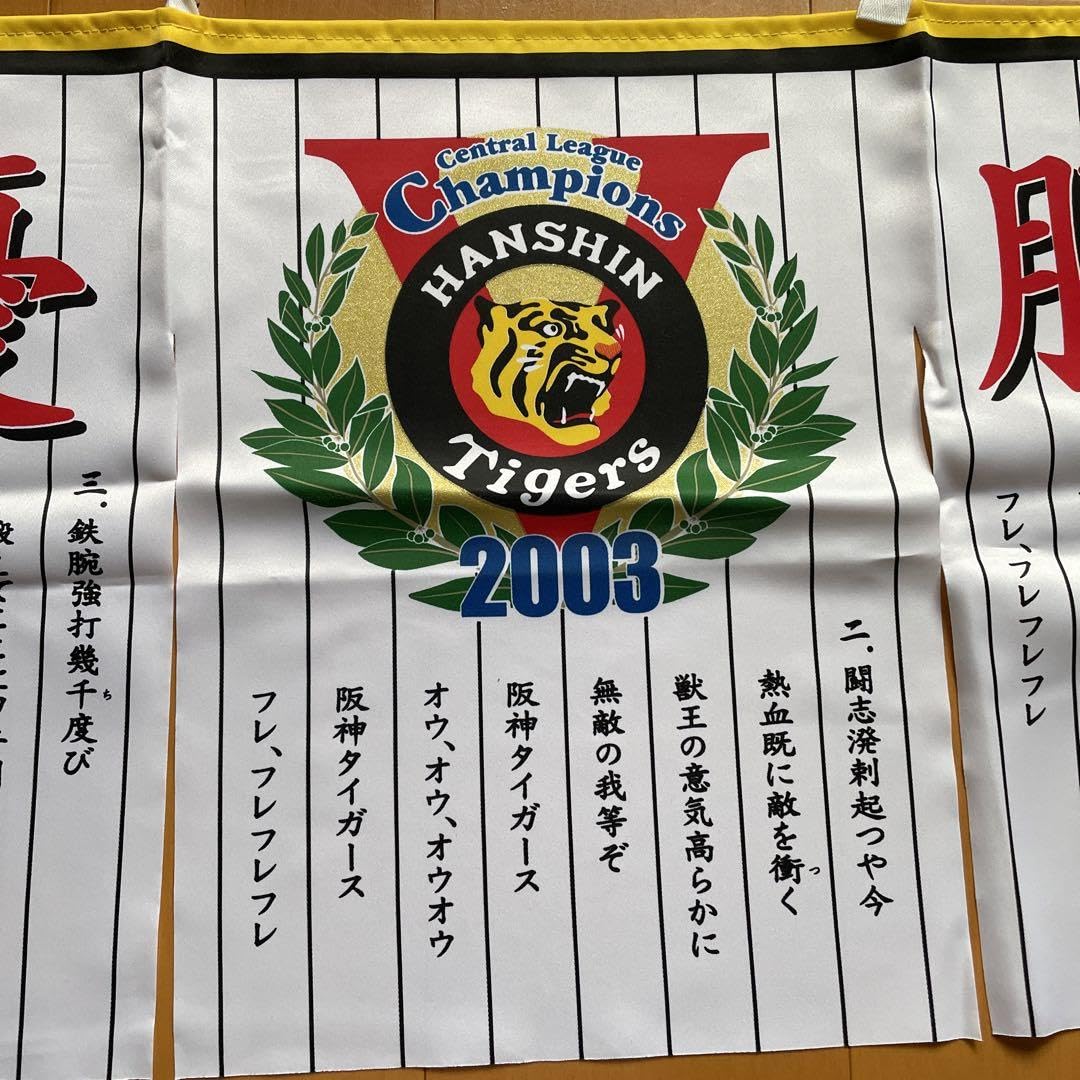 Central League
Champions
HANSHIN
Tigers
2003
フレ、フレフレフレ
二.闘志溌剌起つや今
熱血既に敵を衝く
つ
獣王の意気高らかに
無敵の我等ぞ
阪神タイガース
オウ、オウ、オウオウ
阪神タイガース
フレ、フレフレフレ
三.鉄腕強打幾千度び
ち